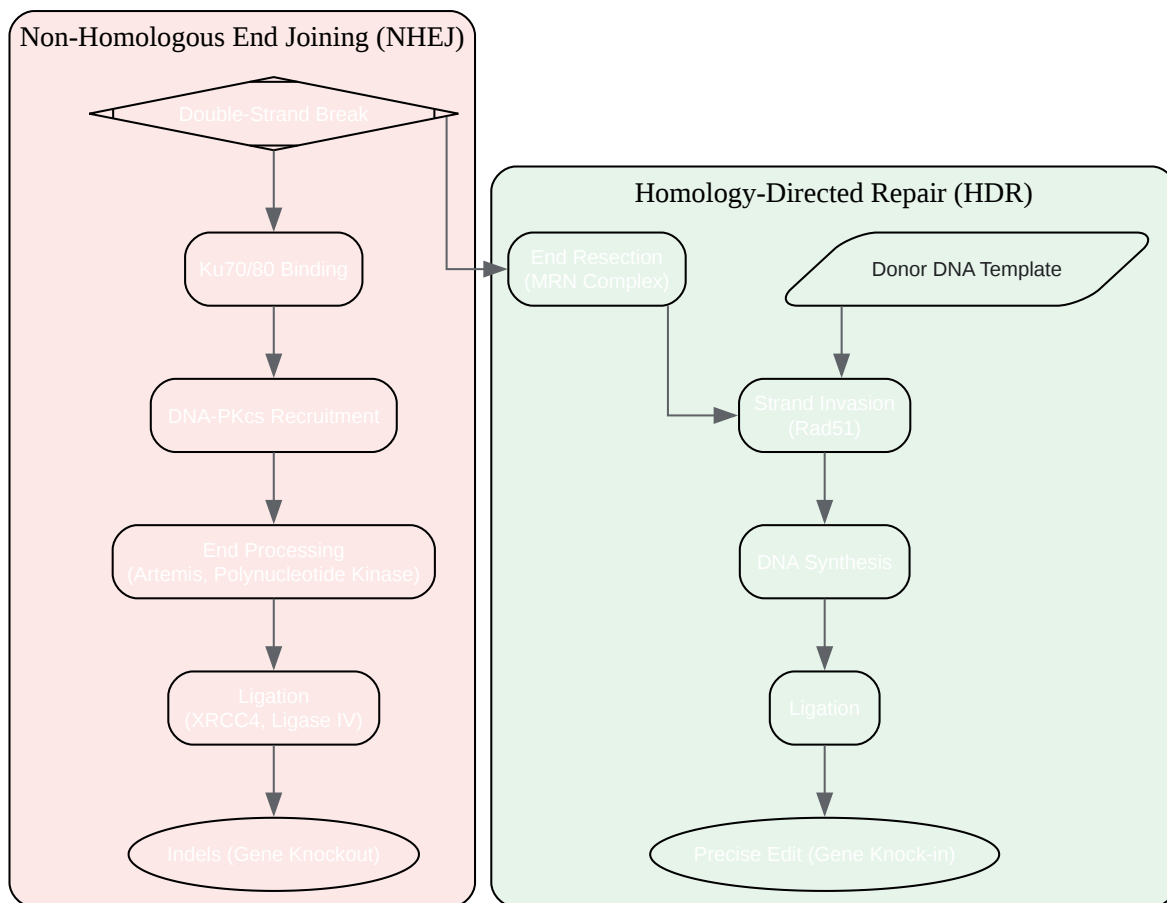 Non-Homologous End Joining (NHEJ)
Double-Strand Break
Ku70/80 Binding
DNA-PKcs Recruitment
End Processing
(Artemis, Polynucleotide Kinase)
Ligation
(XRCC4, Ligase IV)
Indels (Gene Knockout)
Homology-Directed Repair (HDR)
End Resection
(MRN Complex)
Donor DNA Template
Strand Invasion
(Rad51)
DNA Synthesis
Ligation
Precise Edit (Gene Knock-in)